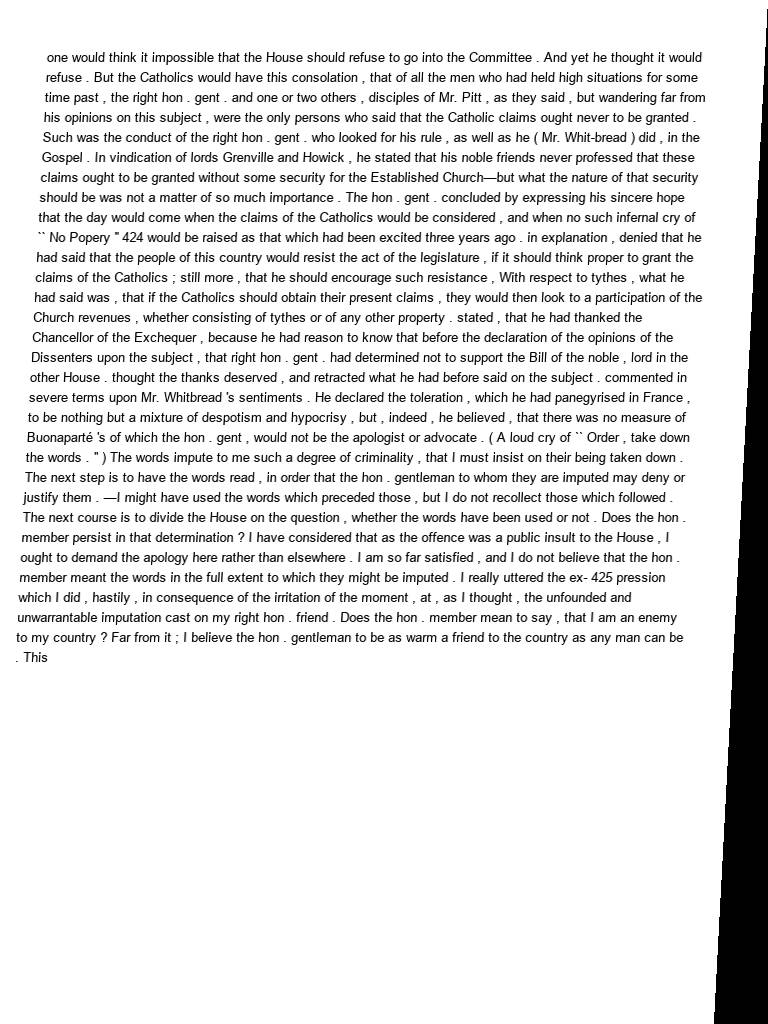 one would think it impossible that the House should refuse to go into the Committee . And yet he thought it would
refuse . But the Catholics would have this consolation , that of all the men who had held high situations for some
time past , the right hon . gent . and one or two others , disciples of Mr. Pitt , as they said , but wandering far from
his opinions on this subject , were the only persons who said that the Catholic claims ought never to be granted .
Such was the conduct of the right hon . gent . who looked for his rule , as well as he ( Mr. Whit-bread ) did , in the
Gospel . In vindication of lords Grenville and Howick , he stated that his noble friends never professed that these
claims ought to be granted without some security for the Established Church—but what the nature of that security
should be was not a matter of so much importance . The hon . gent . concluded by expressing his sincere hope
that the day would come when the claims of the Catholics would be considered , and when no such infernal cry of
`` No Popery '' 424 would be raised as that which had been excited three years ago . in explanation , denied that he
had said that the people of this country would resist the act of the legislature , if it should think proper to grant the
claims of the Catholics ; still more , that he should encourage such resistance , With respect to tythes , what he
had said was , that if the Catholics should obtain their present claims , they would then look to a participation of the
Church revenues , whether consisting of tythes or of any other property . stated , that he had thanked the
Chancellor of the Exchequer , because he had reason to know that before the declaration of the opinions of the
Dissenters upon the subject , that right hon . gent . had determined not to support the Bill of the noble , lord in the
other House . thought the thanks deserved , and retracted what he had before said on the subject . commented in
severe terms upon Mr. Whitbread 's sentiments . He declared the toleration , which he had panegyrised in France ,
to be nothing but a mixture of despotism and hypocrisy , but , indeed , he believed , that there was no measure of
Buonaparté 's of which the hon . gent , would not be the apologist or advocate . ( A loud cry of `` Order , take down
the words . '' ) The words impute to me such a degree of criminality , that I must insist on their being taken down .
The next step is to have the words read , in order that the hon . gentleman to whom they are imputed may deny or
justify them . —I might have used the words which preceded those , but I do not recollect those which followed .
The next course is to divide the House on the question , whether the words have been used or not . Does the hon .
member persist in that determination ? I have considered that as the offence was a public insult to the House , I
ought to demand the apology here rather than elsewhere . I am so far satisfied , and I do not believe that the hon .
member meant the words in the full extent to which they might be imputed . I really uttered the ex- 425 pression
which I did , hastily , in consequence of the irritation of the moment , at , as I thought , the unfounded and
unwarrantable imputation cast on my right hon . friend . Does the hon . member mean to say , that I am an enemy
to my country ? Far from it ; I believe the hon . gentleman to be as warm a friend to the country as any man can be
. This